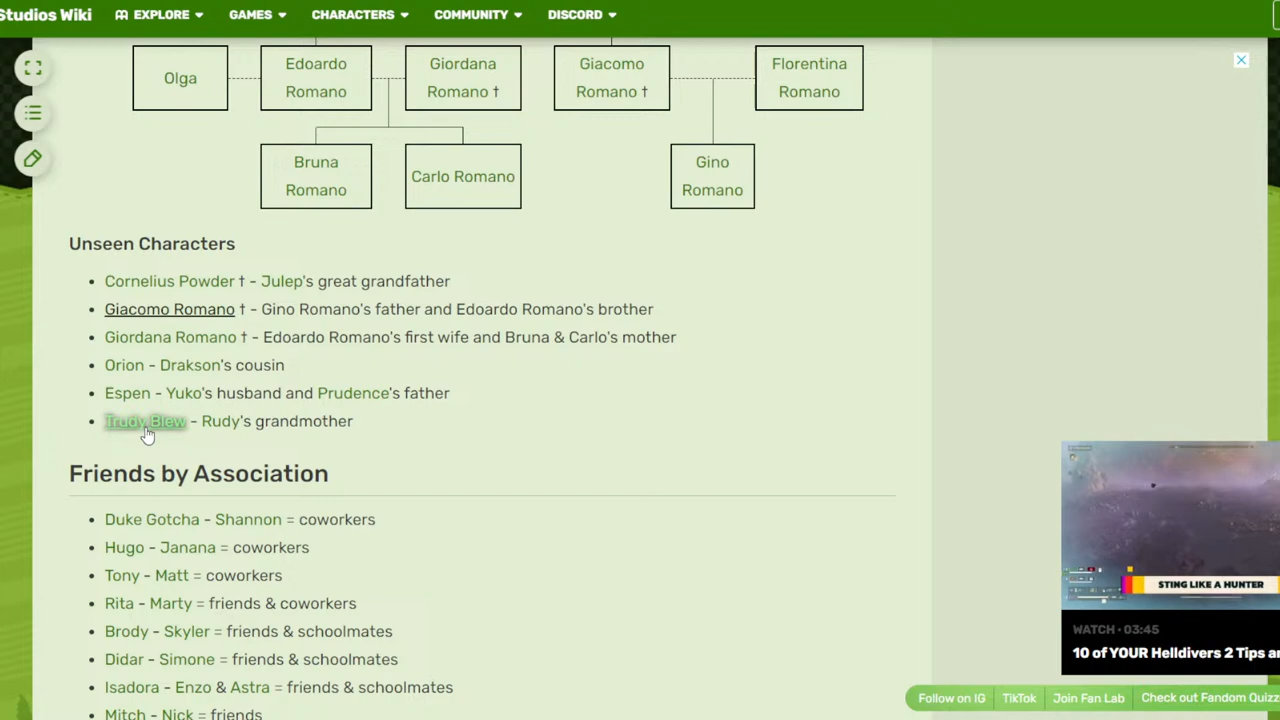 Studios Wiki EXPLORE GAMES CHARACTERS COMMUNITY DISCORD
Olga
Edoardo
Romano
Giordana
Romano †
Giacomo
Romano †
Florentina
Romano
Bruna
Romano
Carlo Romano
Gino
Romano
Unseen Characters
• Cornelius Powder † - Julep's great grandfather
• Giacomo Romano † - Gino Romano's father and Edoardo Romano's brother
• Giordana Romano † - Edoardo Romano's first wife and Bruna & Carlo's mother
• Orion - Drakson's cousin
• Espen - Yuko's husband and Prudence's father
• Trudy Blew - Rudy's grandmother
Friends by Association
• Duke Gotcha - Shannon = coworkers
• Hugo - Janana = coworkers
• Tony - Matt = coworkers
• Rita - Marty = friends & coworkers
• Brody - Skyler = friends & schoolmates
• Didar - Simone = friends & schoolmates
• Isadora - Enzo & Astra = friends & schoolmates
• Mitch - Nick = friends
STING LIKE A HUNTER
WATCH • 03:45
10 of YOUR Helldivers 2 Tips a
Follow on IG TikTok Join Fan Lab Check out Fandom Quizz